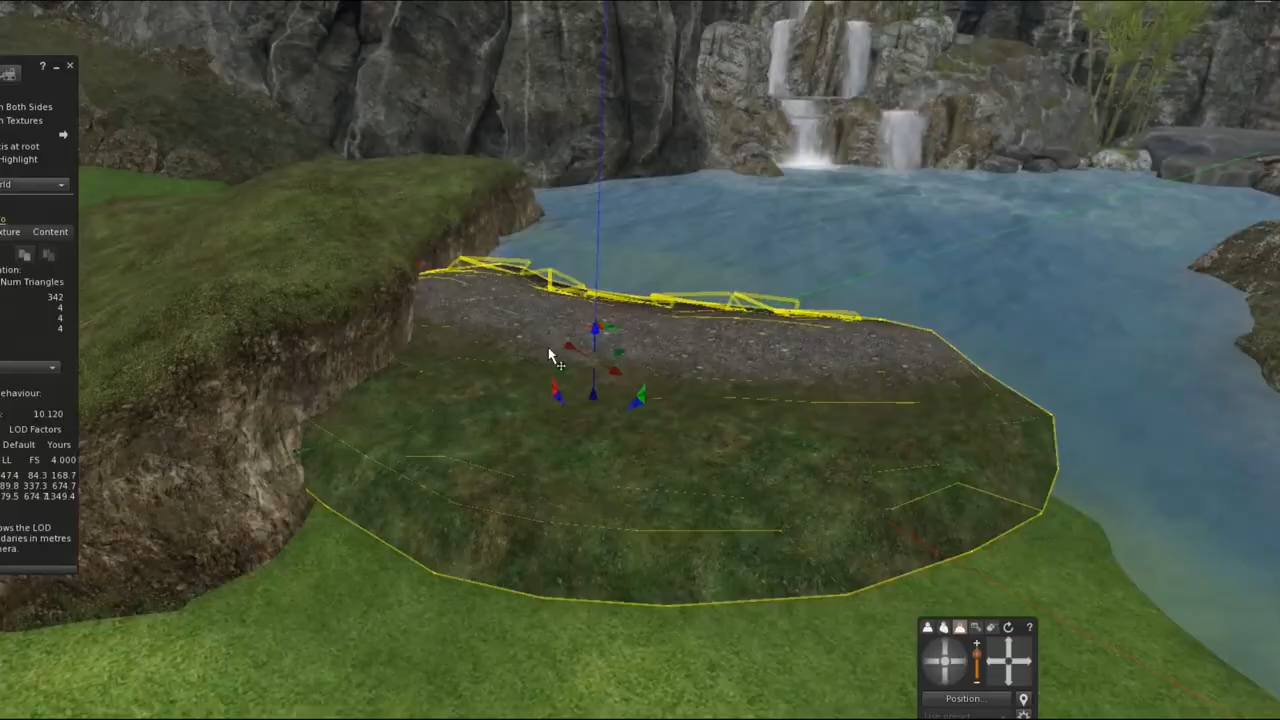 ? _ ×
n Both Sides
n Textures
is at root
Highlight
rld
xture Content
ation:
Num Triangles
342
4
4
4
ehaviour:
: 10.120
LOD Factors
Default Yours
LL FS 4.000
47.4 84.3 168.7
89.8 337.3 674.7
79.5 674.7 1349.4
ows the LOD
daries in metres
era.
?
Position...